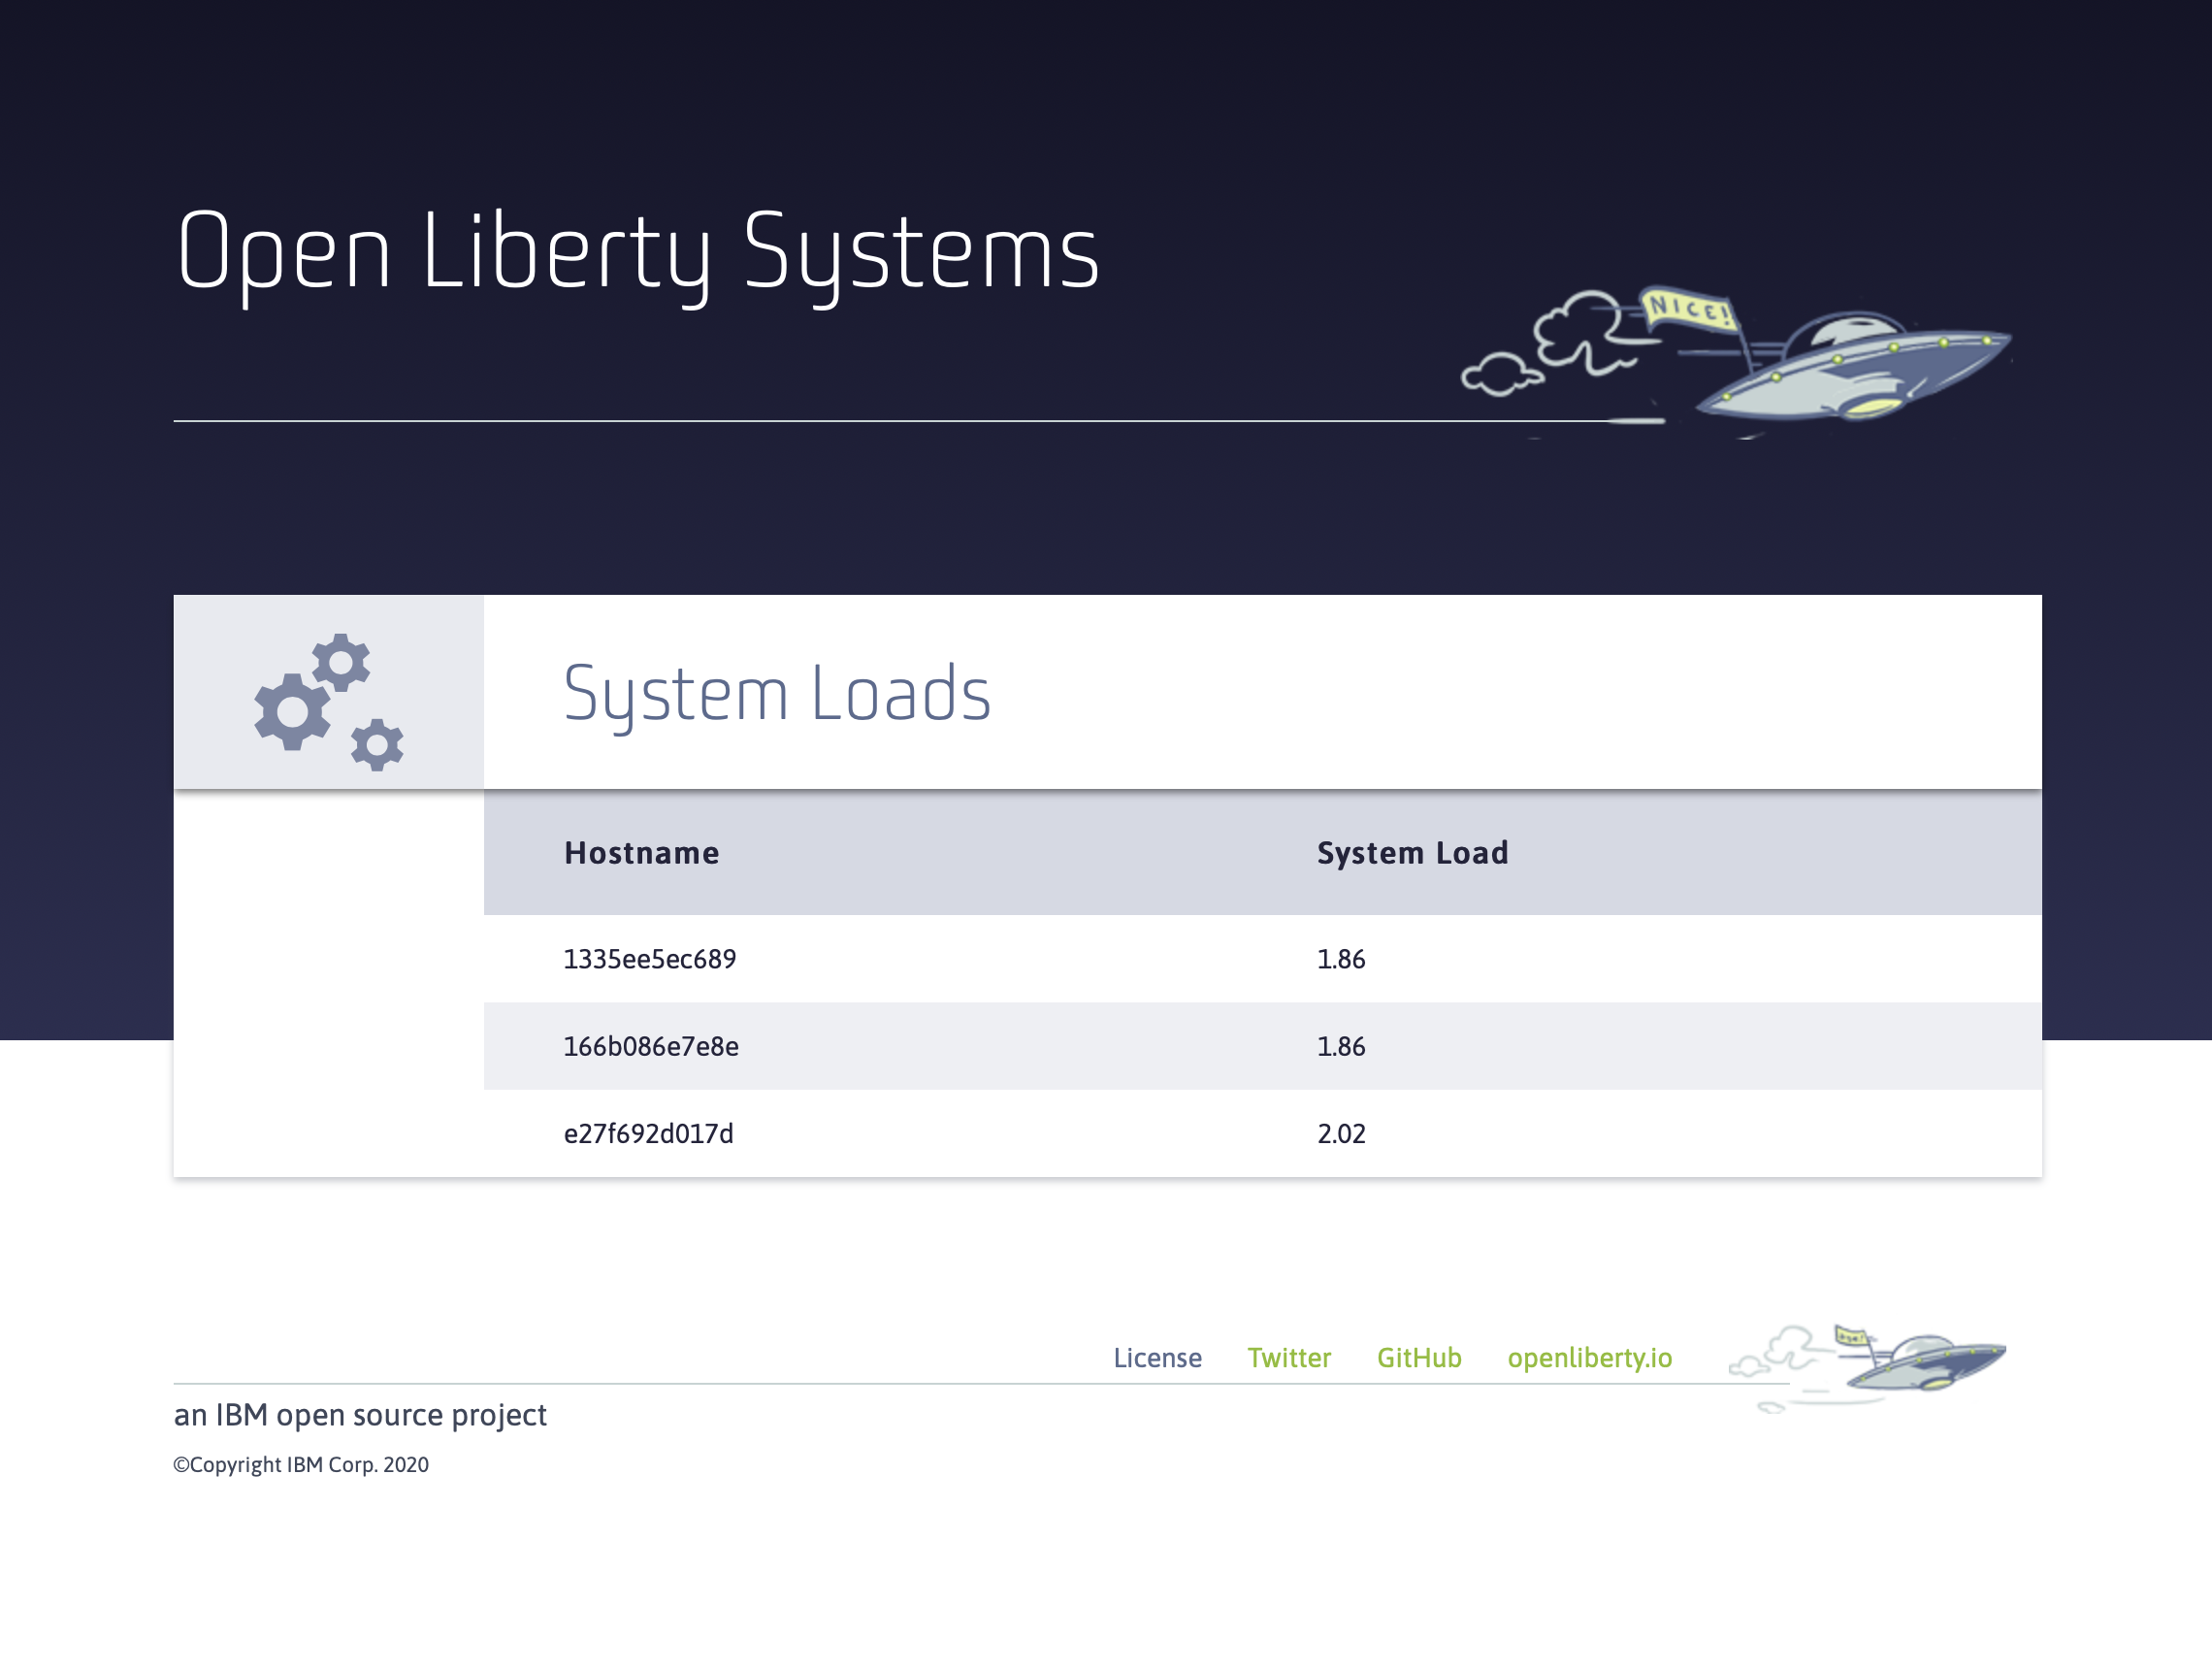 Open Liberty Systems
NICE!
System Loads
Hostname System Load
1335ee5ec689 1.86
166b086e7e8e 1.86
e27f692d017d 2.02
License Twitter GitHub openliberty.io
an IBM open source project
©Copyright IBM Corp. 2020